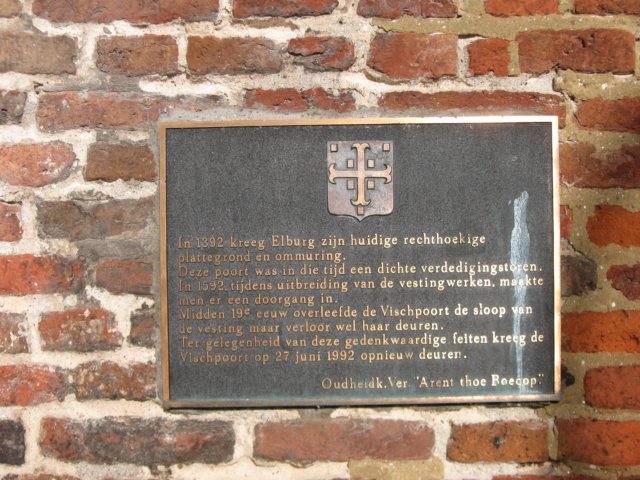 In 1392 kreeg Elburg zijn huidige rechthoekige
plattegrond en ommuring.
Deze poort was in die tijd een dichte verdedigingstoren.
In 1592, tijdens uitbreiding van de vestingwerken, maakte
men er een doorgang in.
Midden 19e eeuw overleefde de Vischpoort de sloop van
de vesting maar verloor wel haar deuren.
Ter gelegenheid van deze gedenkwaardige feiten kreeg de
Vischpoort op 27 juni 1992 opnieuw deuren.
Oudheidk. Ver. "Arent thoe Boecop."